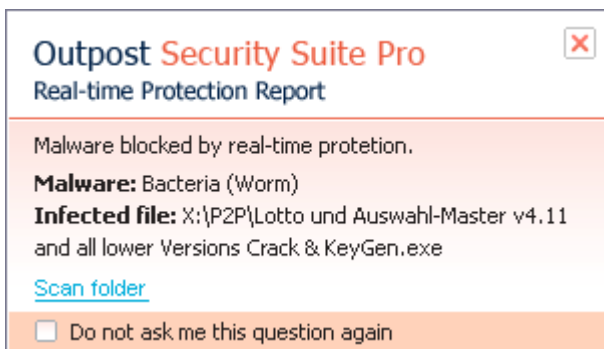 Outpost Security Suite Pro
Real-time Protection Report
Malware blocked by real-time protetion.
Malware: Bacteria (Worm)
Infected file: X:\P2P\Lotto und Auswahl-Master v4.11
and all lower Versions Crack & KeyGen.exe
Scan folder
Do not ask me this question again